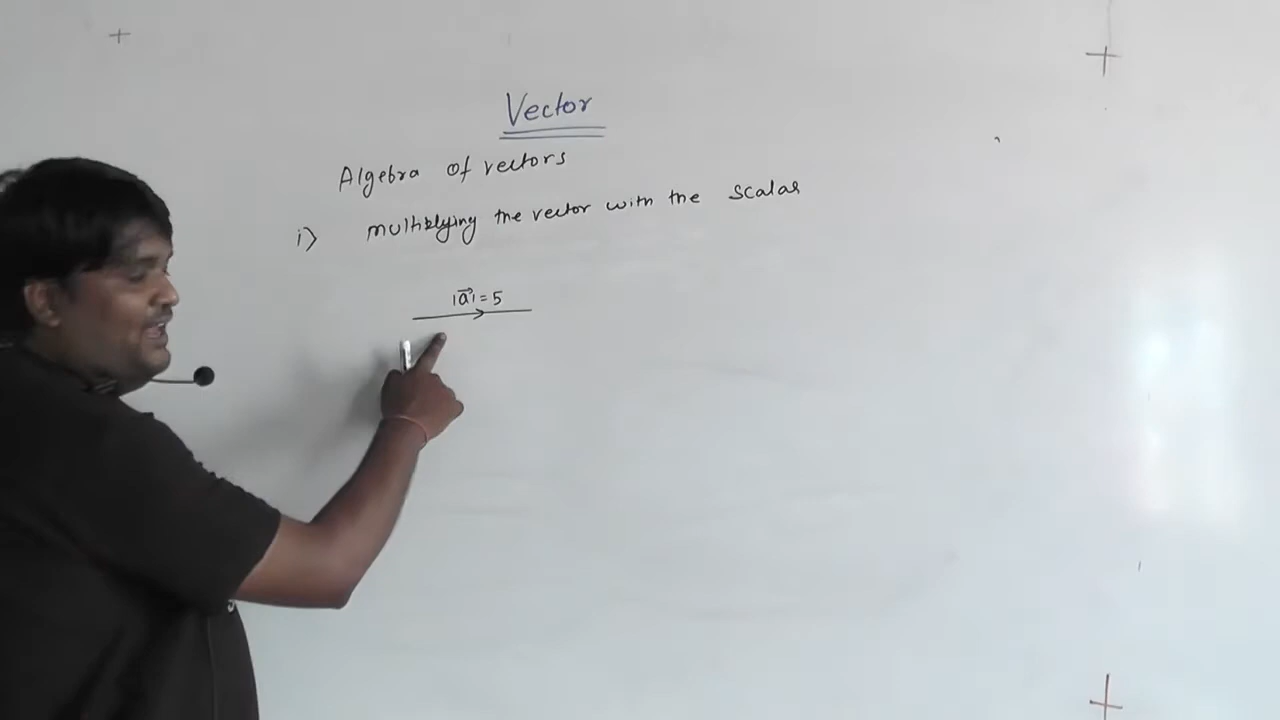 Vector
Algebra of vectors
i) multiplying the vector with the scalar
|a⃗| = 5